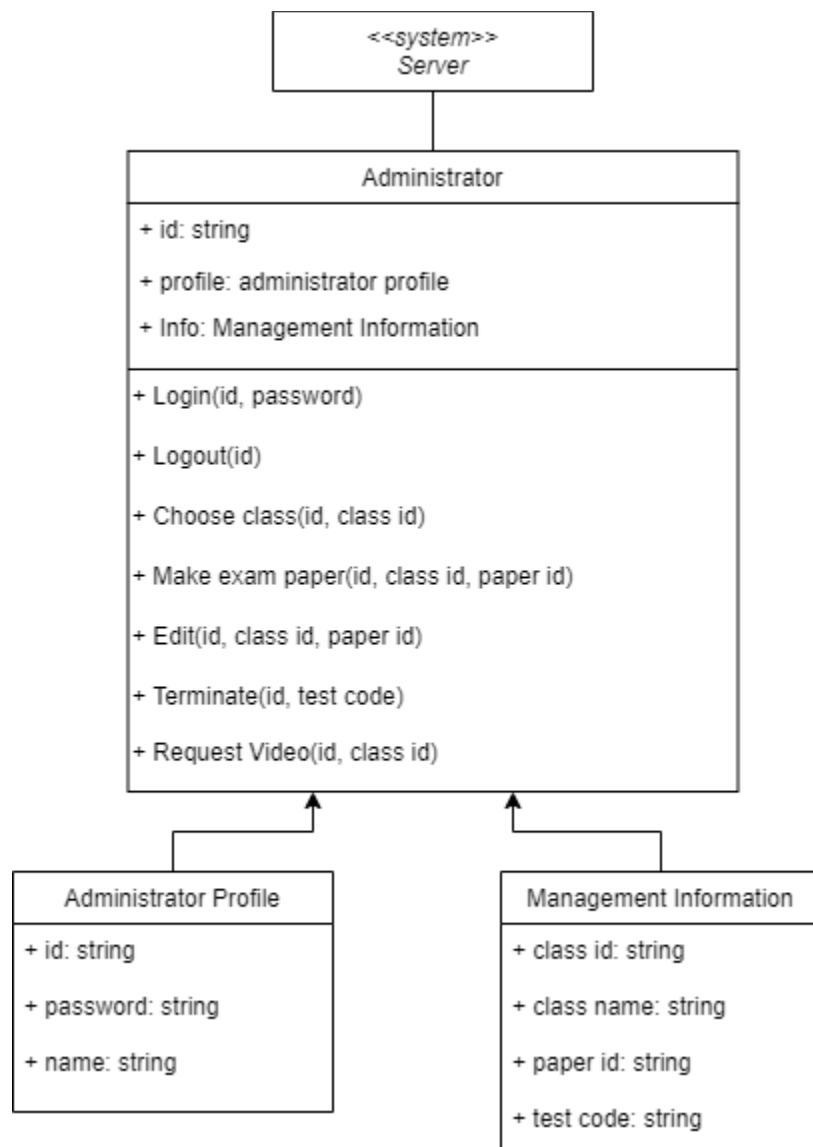 <<system>>
Server
Administrator
+ id: string
+ profile: administrator profile
+ Info: Management Information
+ Login(id, password)
+ Logout(id)
+ Choose class(id, class id)
+ Make exam paper(id, class id, paper id)
+ Edit(id, class id, paper id)
+ Terminate(id, test code)
+ Request Video(id, class id)
Administrator Profile
+ id: string
+ password: string
+ name: string
Management Information
+ class id: string
+ class name: string
+ paper id: string
+ test code: string